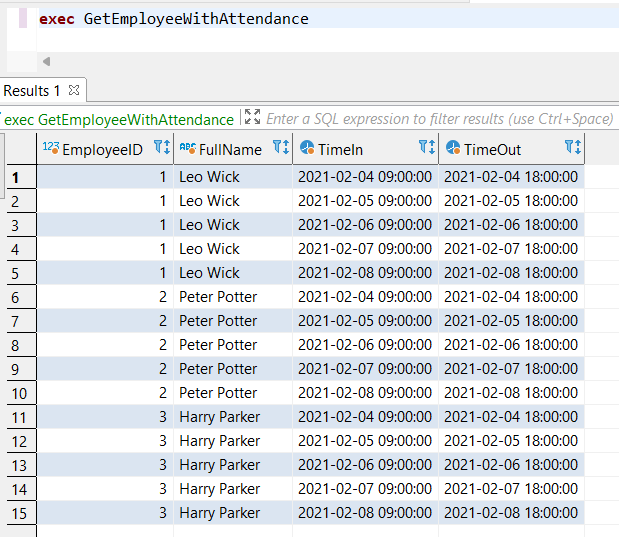 exec GetEmployeeWithAttendance
Results 1
exec GetEmployeeWithAttendance Enter a SQL expression to filter results (use Ctrl+Space)
123 EmployeeID ABC FullName TimeIn TimeOut
1 1 Leo Wick 2021-02-04 09:00:00 2021-02-04 18:00:00
2 1 Leo Wick 2021-02-05 09:00:00 2021-02-05 18:00:00
3 1 Leo Wick 2021-02-06 09:00:00 2021-02-06 18:00:00
4 1 Leo Wick 2021-02-07 09:00:00 2021-02-07 18:00:00
5 1 Leo Wick 2021-02-08 09:00:00 2021-02-08 18:00:00
6 2 Peter Potter 2021-02-04 09:00:00 2021-02-04 18:00:00
7 2 Peter Potter 2021-02-05 09:00:00 2021-02-05 18:00:00
8 2 Peter Potter 2021-02-06 09:00:00 2021-02-06 18:00:00
9 2 Peter Potter 2021-02-07 09:00:00 2021-02-07 18:00:00
10 2 Peter Potter 2021-02-08 09:00:00 2021-02-08 18:00:00
11 3 Harry Parker 2021-02-04 09:00:00 2021-02-04 18:00:00
12 3 Harry Parker 2021-02-05 09:00:00 2021-02-05 18:00:00
13 3 Harry Parker 2021-02-06 09:00:00 2021-02-06 18:00:00
14 3 Harry Parker 2021-02-07 09:00:00 2021-02-07 18:00:00
15 3 Harry Parker 2021-02-08 09:00:00 2021-02-08 18:00:00